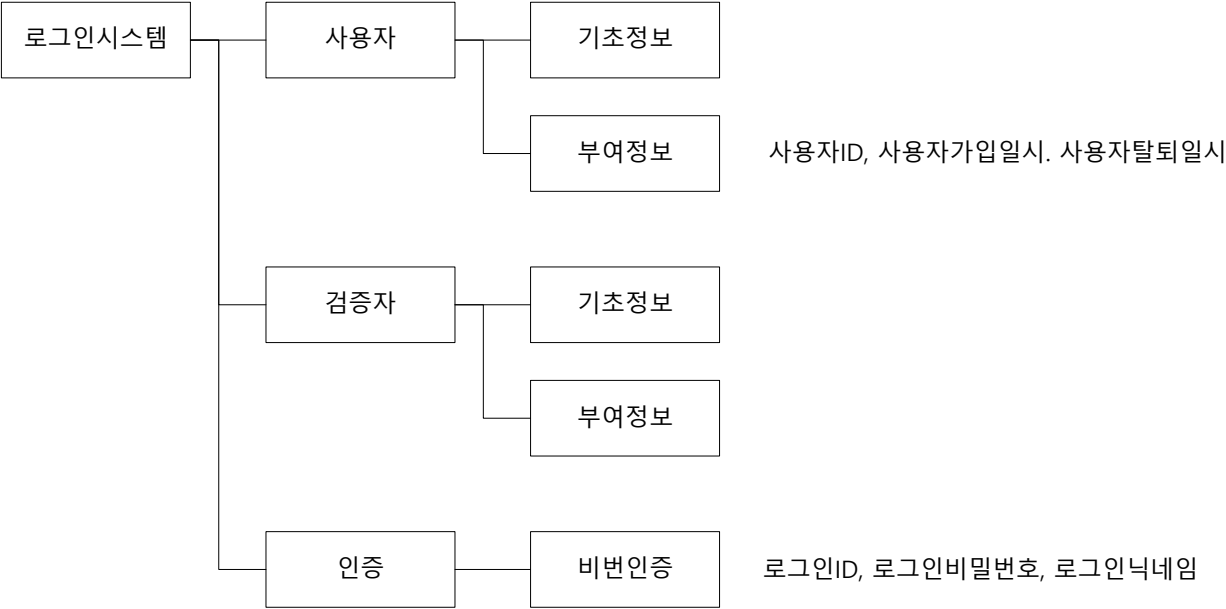 로그인시스템 사용자 기초정보
부여정보 사용자ID, 사용자가입일시. 사용자탈퇴일시
검증자 기초정보
부여정보
인증 비번인증 로그인ID, 로그인비밀번호, 로그인닉네임